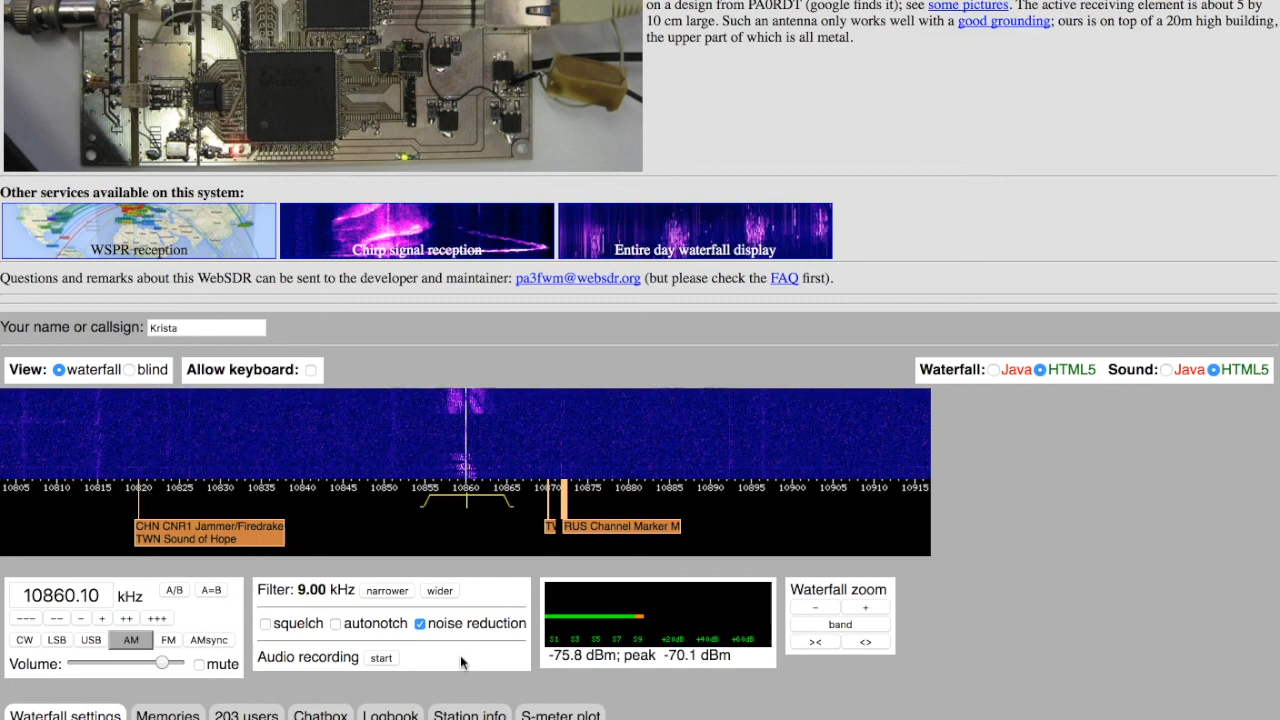 on a design from PA0RDT (google finds it); see some pictures. The active receiving element is about 5 by
10 cm large. Such an antenna only works well with a good grounding; ours is on top of a 20m high building
the upper part of which is all metal.
Other services available on this system:
WSPR reception
Chirp signal reception
Entire day waterfall display
Questions and remarks about this WebSDR can be sent to the developer and maintainer: pa3fwm@websdr.org (but please check the FAQ first).
Your name or callsign: Krista
View: waterfall blind Allow keyboard: Waterfall: Java HTML5 Sound: Java HTML5
10805 10810 10815 10820 10825 10830 10835 10840 10845 10850 10855 10860 10865 10870 10875 10880 10885 10890 10895 10900 10905 10910 10915
CHN CNR1 Jammer/Firedrake TW RUS Channel Marker M
TWN Sound of Hope
10860.10 kHz A/B A=B
--- -- - + ++ +++
CW LSB USB AM FM AMsync
Volume: mute
Filter: 9.00 kHz narrower wider
squelch autonotch noise reduction
Audio recording start
S1 S3 S5 S7 S9 +20dB +40dB +60dB
-75.8 dBm; peak -70.1 dBm
Waterfall zoom
- +
band
>< <>
Waterfall settings Memories 203 users Chatbox Logbook Station info S-meter plot